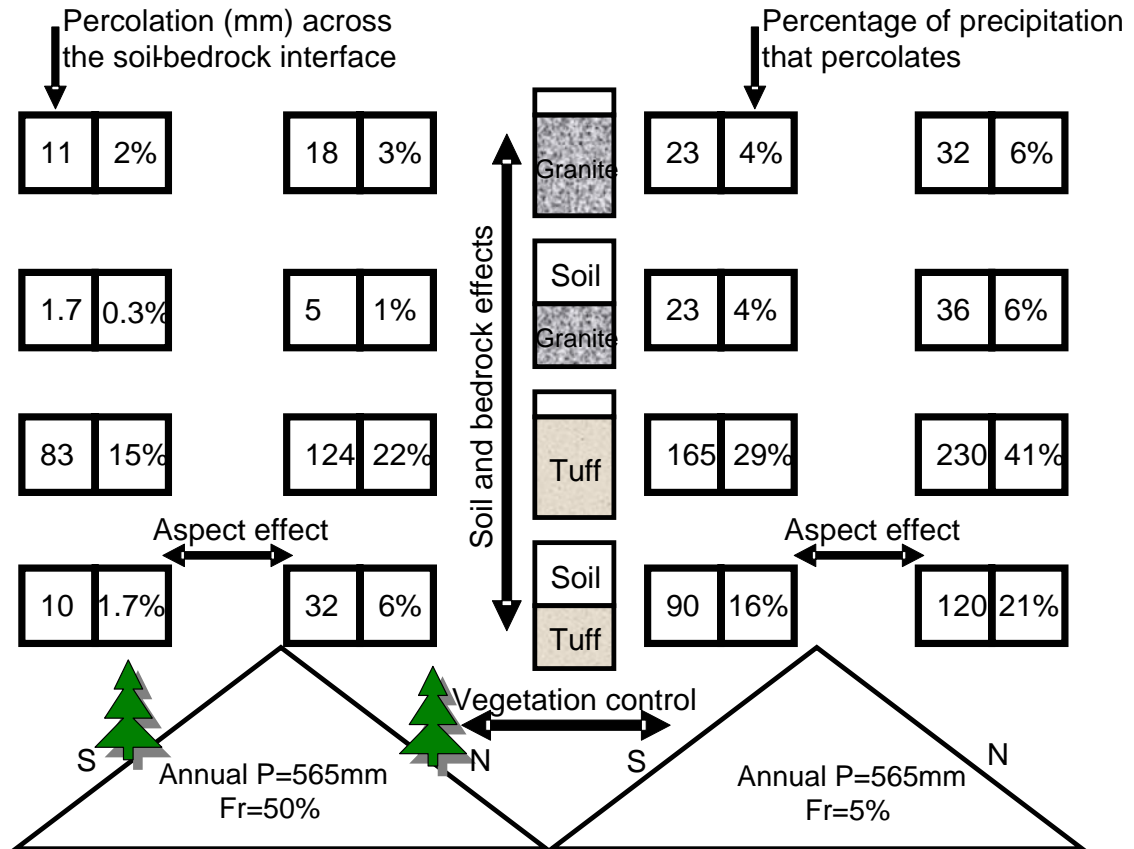 Percolation (mm) across
the soil-bedrock interface
Percentage of precipitation
that percolates
11 2% 18 3% Granite 23 4% 32 6%
Soil
1.7 0.3% 5 1% Granite 23 4% 36 6%
83 15% 124 22% Tuff 165 29% 230 41%
Soil and bedrock effects
Aspect effect
Aspect effect
Soil
10 1.7% 32 6% Tuff 90 16% 120 21%
Vegetation control
S N S N
Annual P=565mm
Fr=50%
Annual P=565mm
Fr=5%